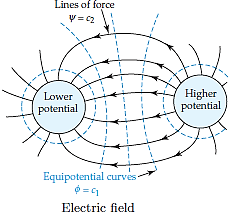 Lines of force
ψ = c₂
Lower
potential
Higher
potential
Equipotential curves
ϕ = c₁
Electric field